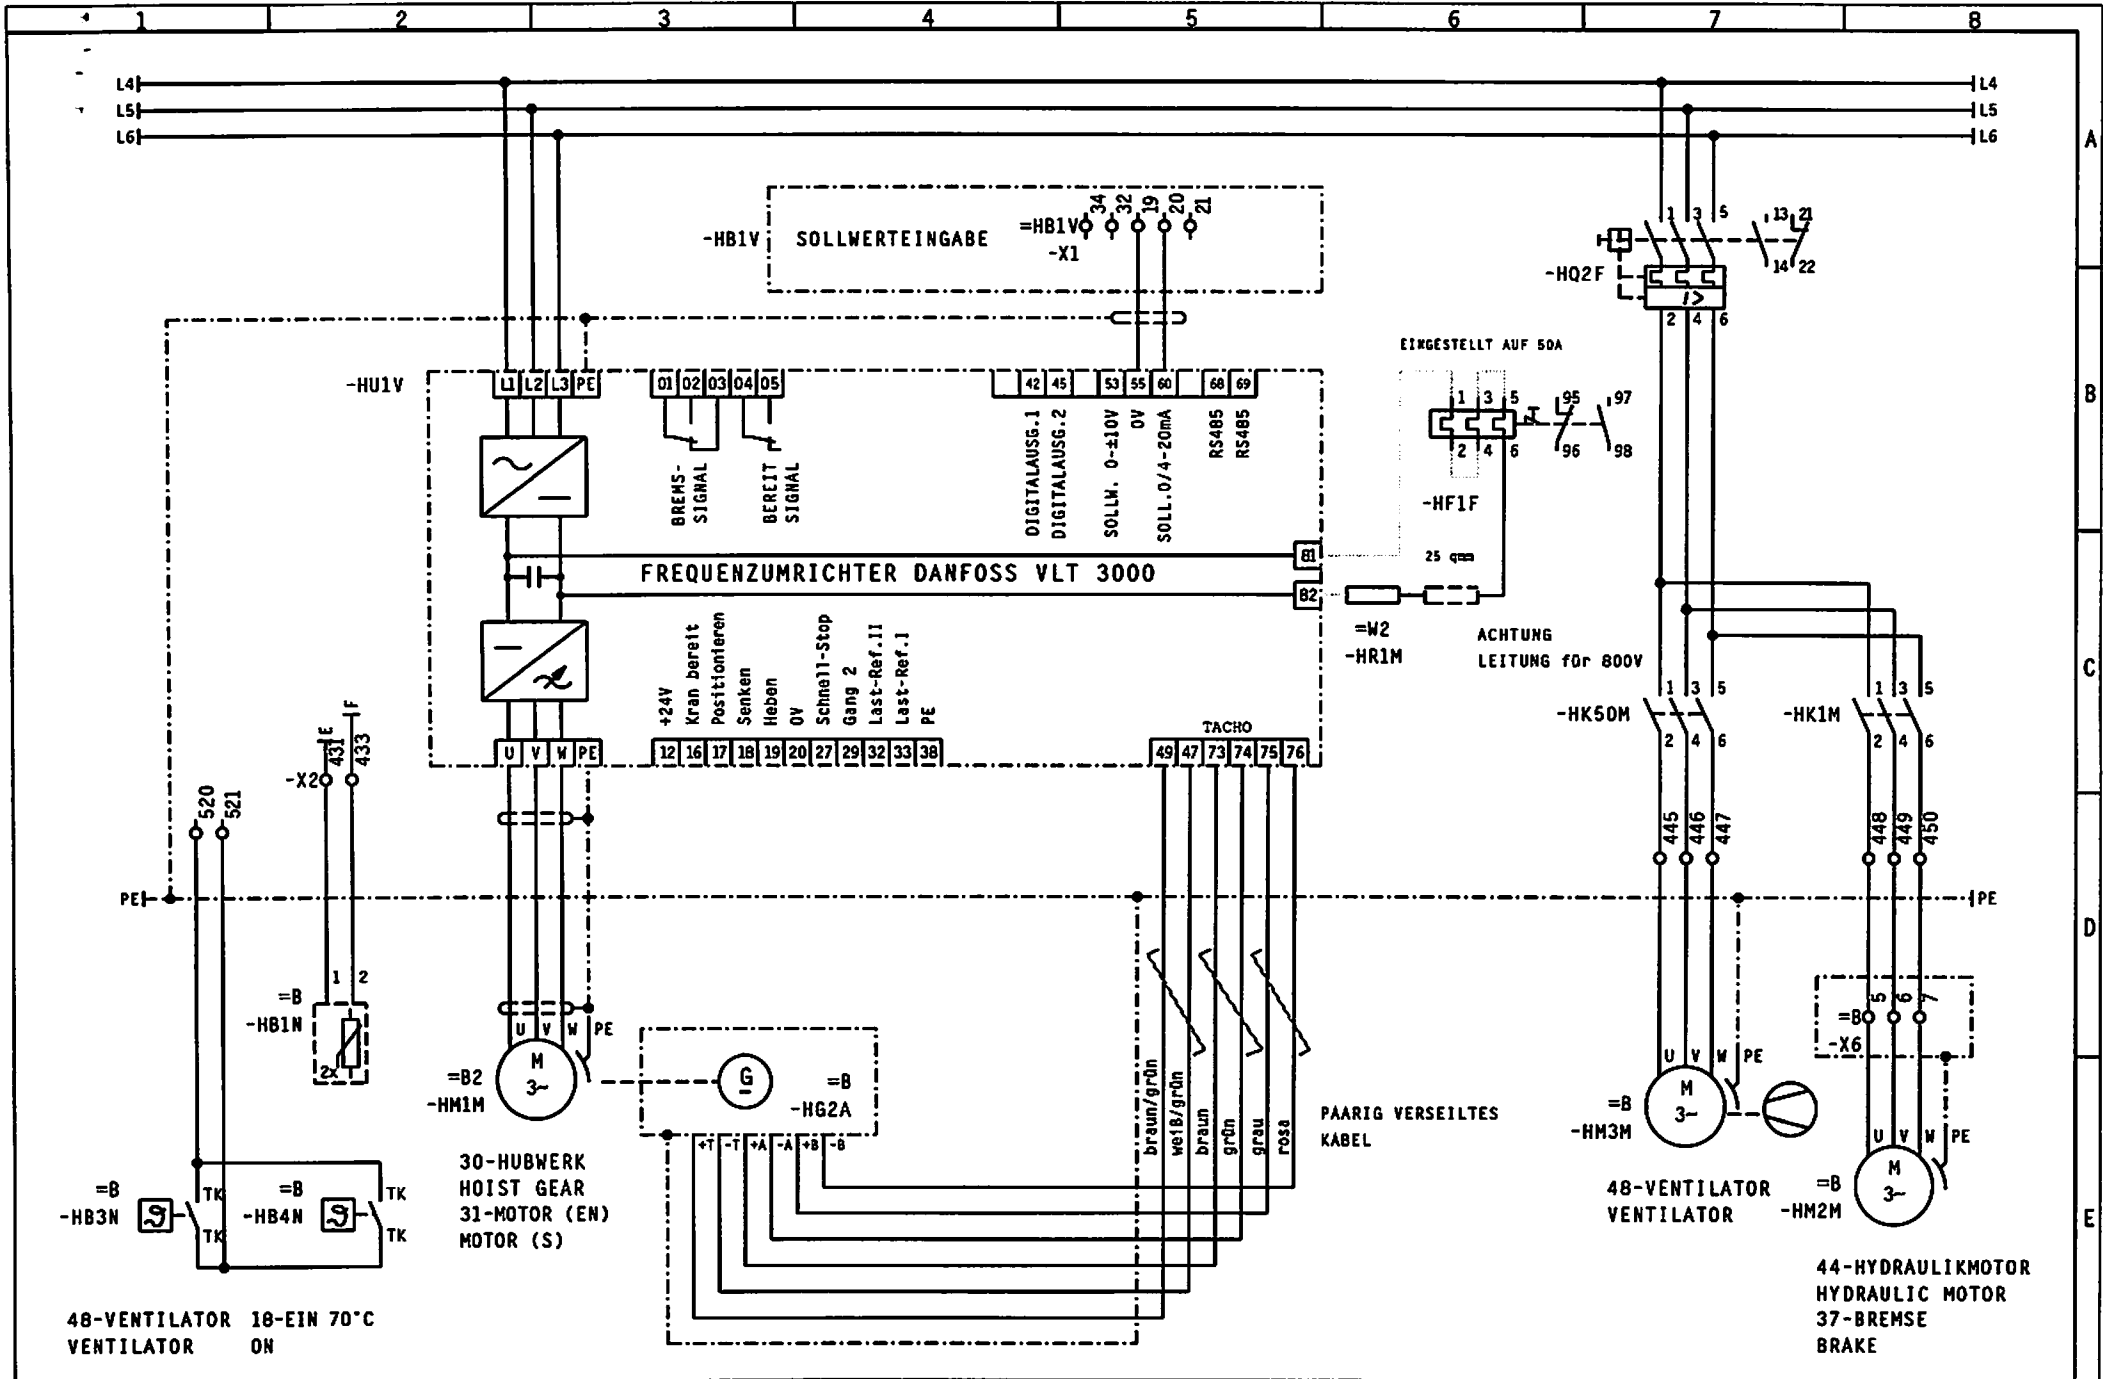 1 2 3 4 5 6 7 8
L4 L4
L5 L5
L6 L6
A
B
C
D
E
-HB1V
SOLLWERTEINGABE
=HB1V
-X1
34 32 19 20 21
-HQ2F
1 3 5 13 21
14 22
I>
2 4 6
-HU1V
L1 L2 L3 PE
01 02 03 04 05
42 45 53 55 60 68 69
BREMS-
SIGNAL
BEREIT
SIGNAL
DIGITALAUSG.1
DIGITALAUSG.2
SOLLW. 0-±10V
0V
SOLL.0/4-20mA
RS485
RS485
EINGESTELLT AUF 50A
1 3 5 95 97
2 4 6 96 98
-HF1F
25 qmm
B1
FREQUENZUMRICHTER DANFOSS VLT 3000
B2
=W2
-HR1M
ACHTUNG
LEITUNG für 800V
+24V
Kran bereit
Positionieren
Senken
Heben
0V
Schnell-Stop
Gang 2
Last-Ref.II
Last-Ref.I
PE
TACHO
U V W PE
12 16 17 18 19 20 27 29 32 33 38
49 47 73 74 75 76
-HK50M
1 3 5
2 4 6
-HK1M
1 3 5
2 4 6
E F
431 433
-X2
520 521
445 446 447
448 449 450
PE PE
1 2
=B
-HB1N
2x
U V W PE
M
3~
=B2
-HM1M
G
=B
-HG2A
+T -T +A -A +B -B
braun/grün
weiß/grün
braun
grün
grau
rosa
PAARIG VERSEILTES
KABEL
U V W PE
M
3~
=B
-HM3M
5 6 7
=B
-X6
U V W PE
M
3~
=B
-HM2M
=B
-HB3N
TK
TK
=B
-HB4N
TK
TK
30-HUBWERK
HOIST GEAR
31-MOTOR (EN)
MOTOR (S)
48-VENTILATOR
VENTILATOR
44-HYDRAULIKMOTOR
HYDRAULIC MOTOR
37-BREMSE
BRAKE
48-VENTILATOR 18-EIN 70°C
VENTILATOR ON